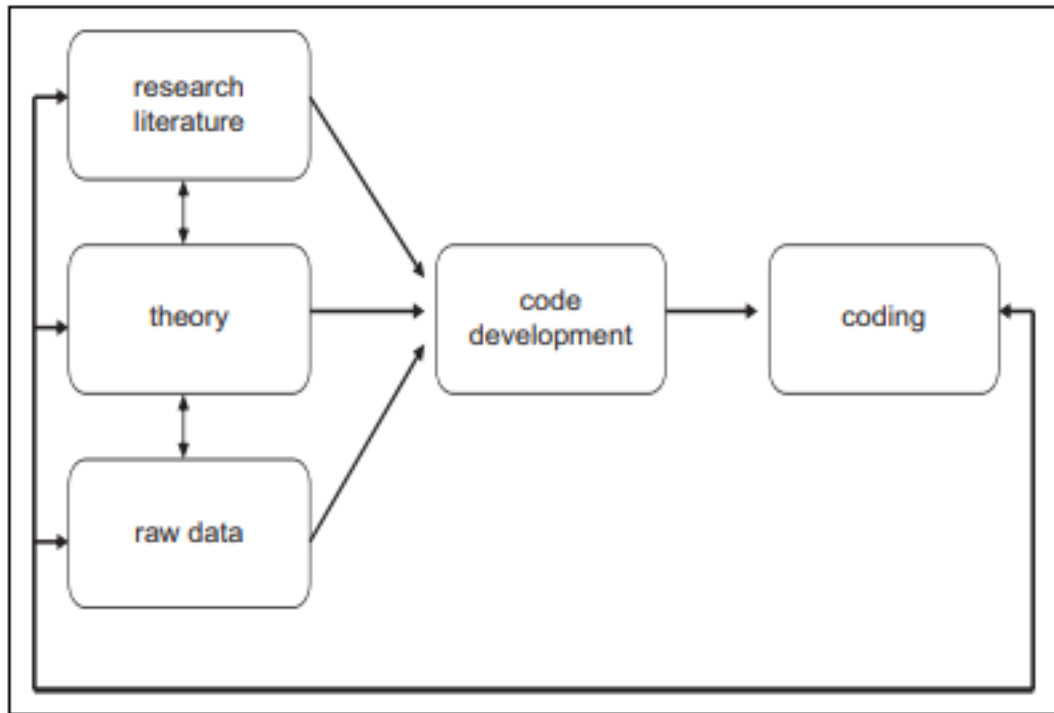 research
literature
theory
raw data
code
development
coding